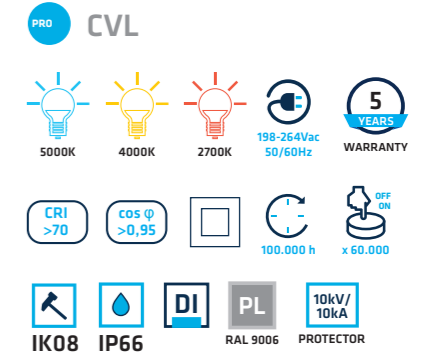 PRO CVL
5000K
4000K
2700K
198-264Vac
50/60Hz
5
YEARS
WARRANTY
CRI
>70
cos φ
>0,95
100.000 h
OFF
ON
x 60.000
IK08
IP66
DI
PL
RAL 9006
10kV/
10kA
PROTECTOR